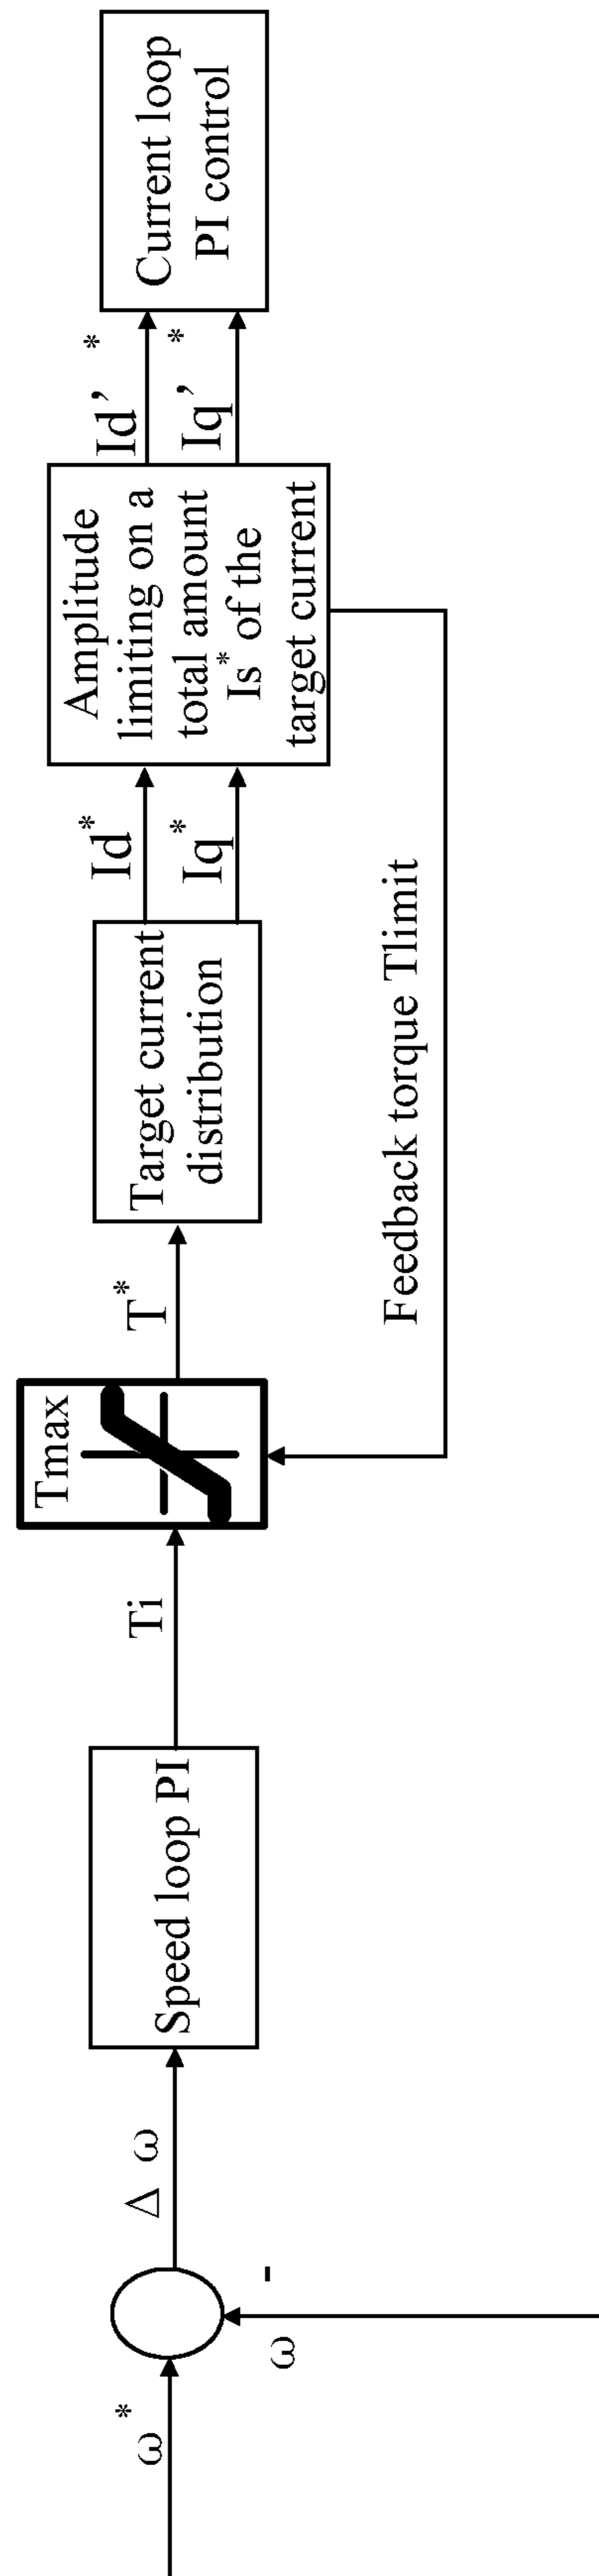 ω*
ω
-
Δ ω
Speed loop PI
Ti
Tmax
T*
Target current
distribution
Id*
Iq*
Amplitude
limiting on a
total amount
Is* of the
target current
Id’*
Iq’*
Current loop
PI control
Feedback torque Tlimit